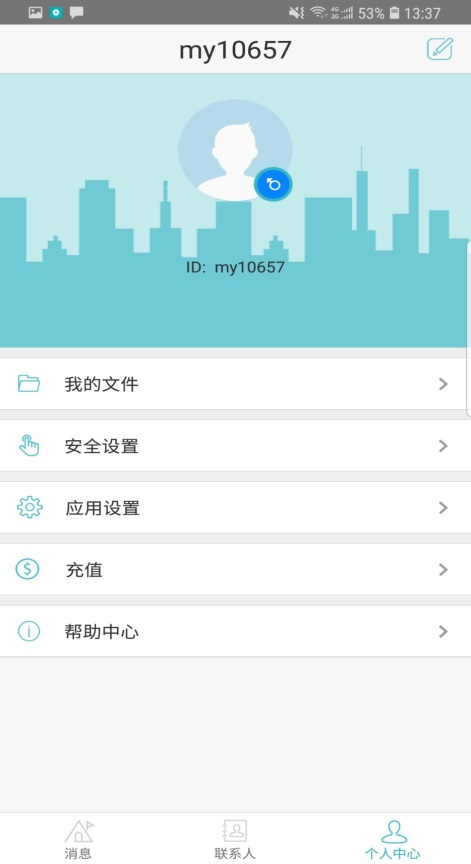 53% 13:37
my10657
ID: my10657
我的文件
安全设置
应用设置
充值
帮助中心
消息
联系人
个人中心